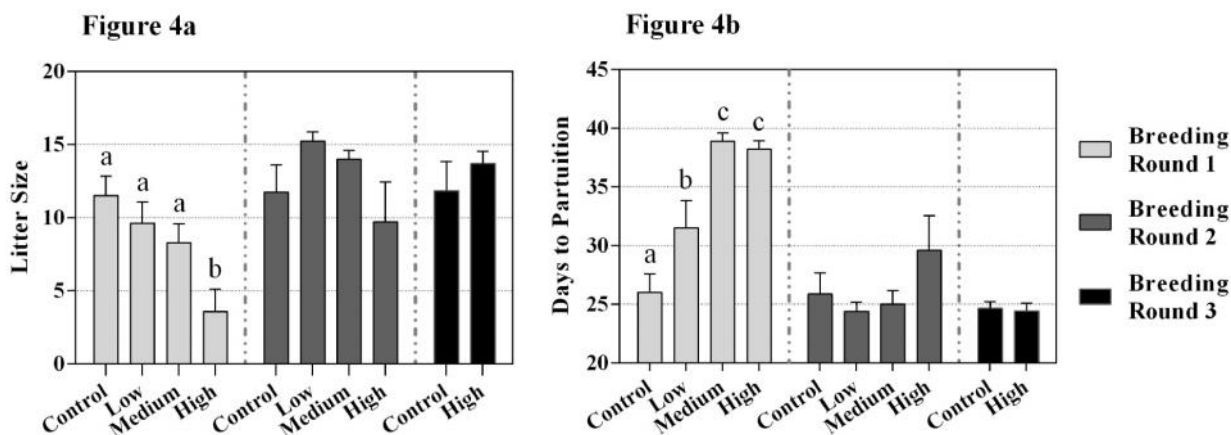 Figure 4a
Figure 4b
Litter Size
20
15
10
5
0
a
a
a
b
Control
Low
Medium
High
Control
Low
Medium
High
Control
High
Days to Partuition
45
40
35
30
25
20
a
b
c
c
Control
Low
Medium
High
Control
Low
Medium
High
Control
High
Breeding
Round 1
Breeding
Round 2
Breeding
Round 3